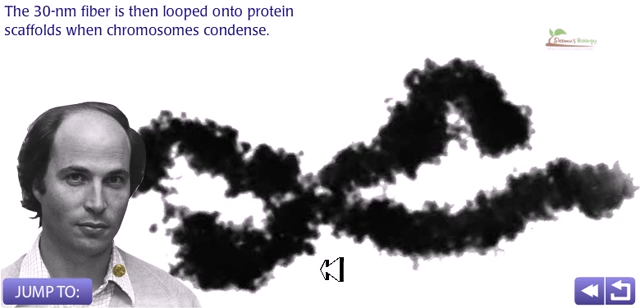 The 30-nm fiber is then looped onto protein
scaffolds when chromosomes condense.
JUMP TO: